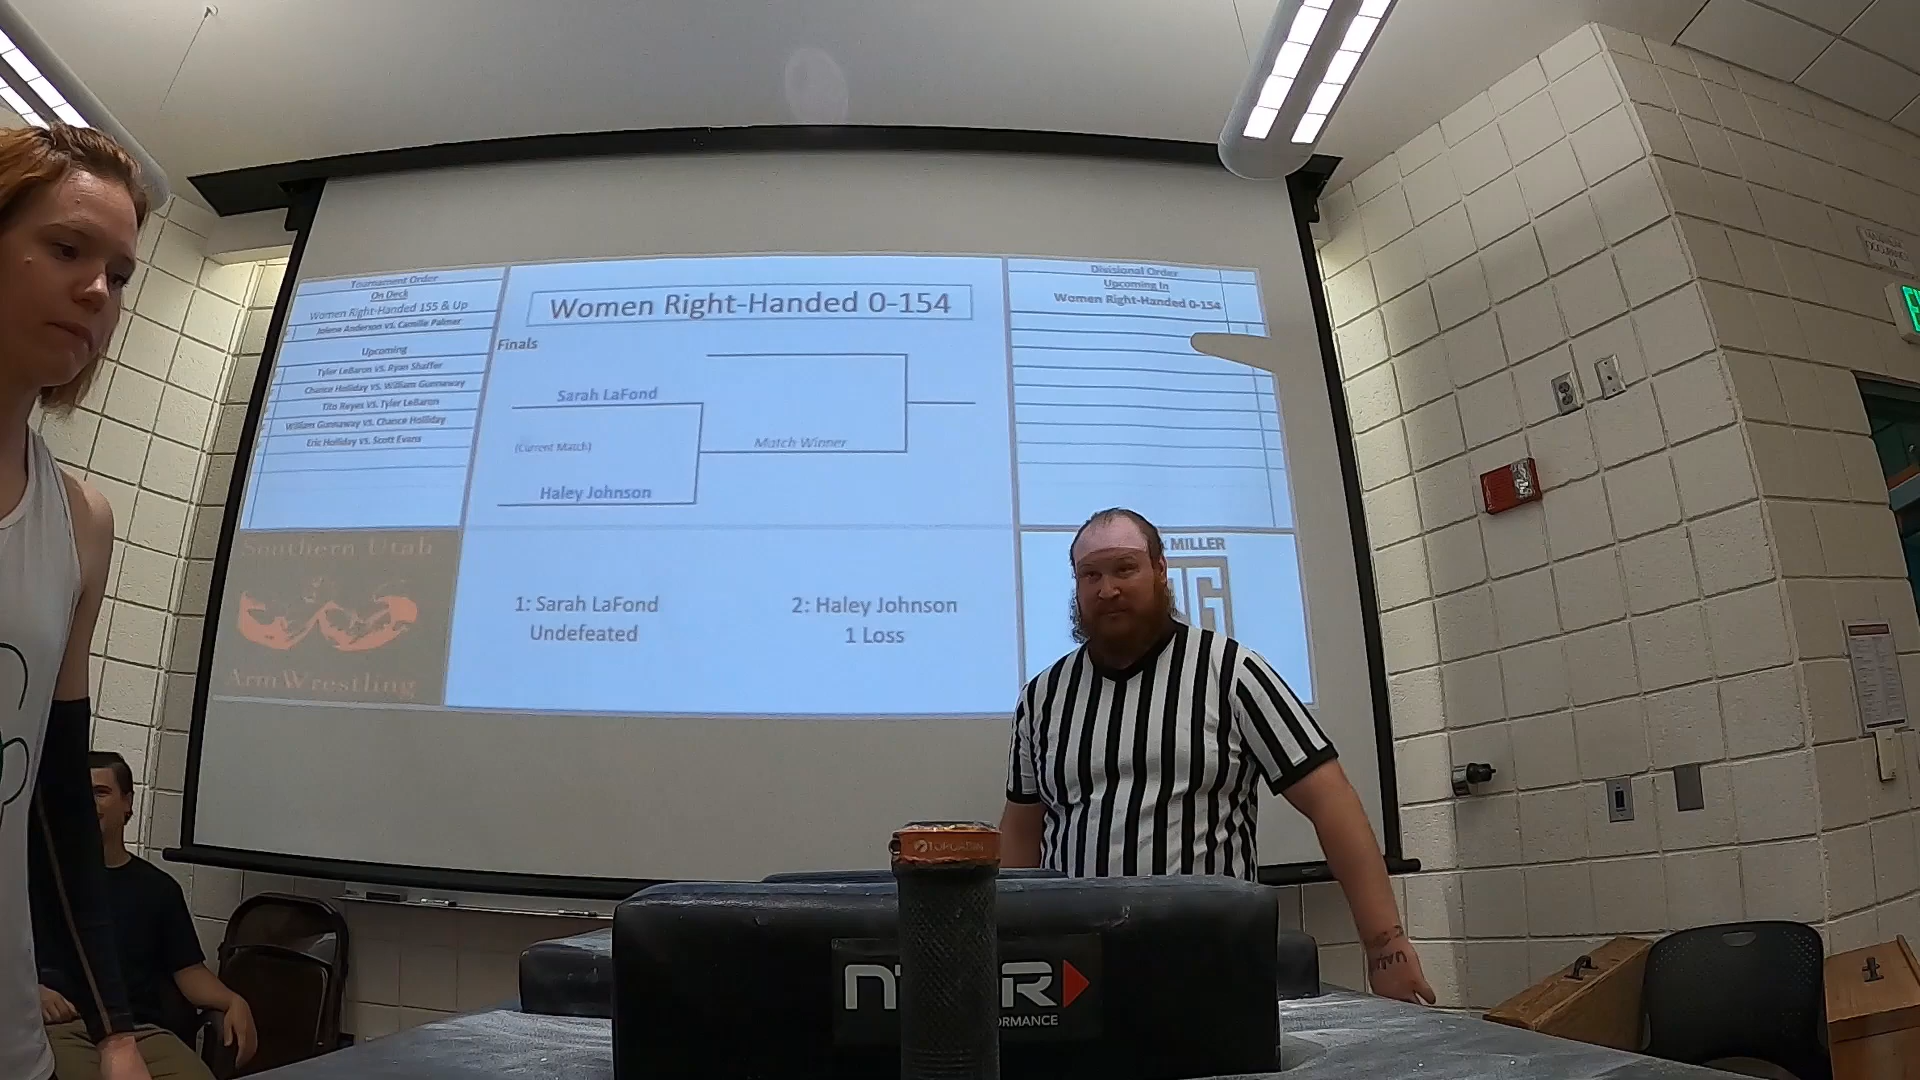 Tournament Order
On Deck
Women Right-Handed 155 & Up
Jolene Anderson VS. Camille Palmer
Upcoming
Tyler LeBaron VS. Ryan Shaffer
Chance Holliday VS. William Gunnaway
Tito Reyes VS. Tyler LeBaron
William Gunnaway VS. Chance Holliday
Eric Holliday VS. Scott Evans
Southern Utah
Arm Wrestling
Women Right-Handed 0-154
Finals
Sarah LaFond
(Current Match)
Match Winner
Haley Johnson
1: Sarah LaFond
Undefeated
2: Haley Johnson
1 Loss
Divisional Order
Upcoming In
Women Right-Handed 0-154
MILLER